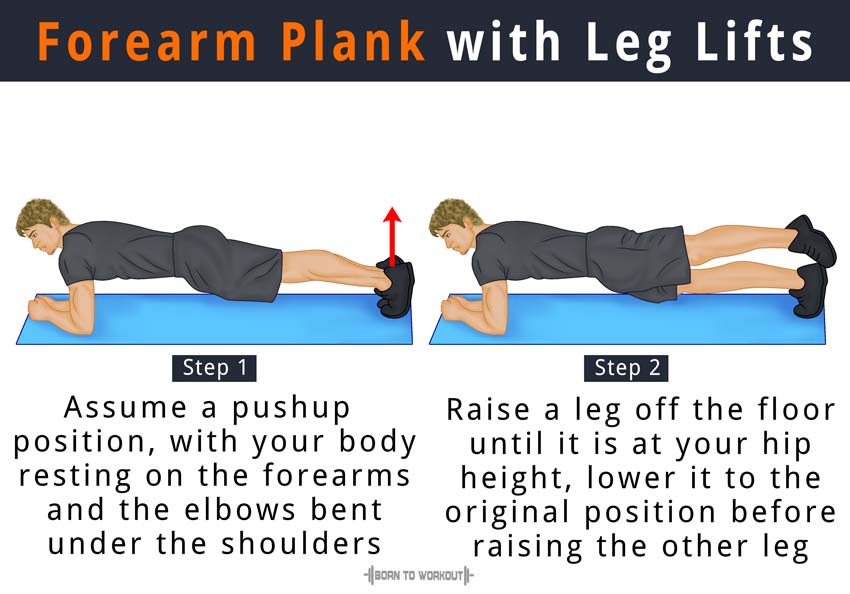 Forearm Plank with Leg Lifts
Step 1
Assume a pushup
position, with your body
resting on the forearms
and the elbows bent
under the shoulders
Step 2
Raise a leg off the floor
until it is at your hip
height, lower it to the
original position before
raising the other leg
BORN TO WORKOUT